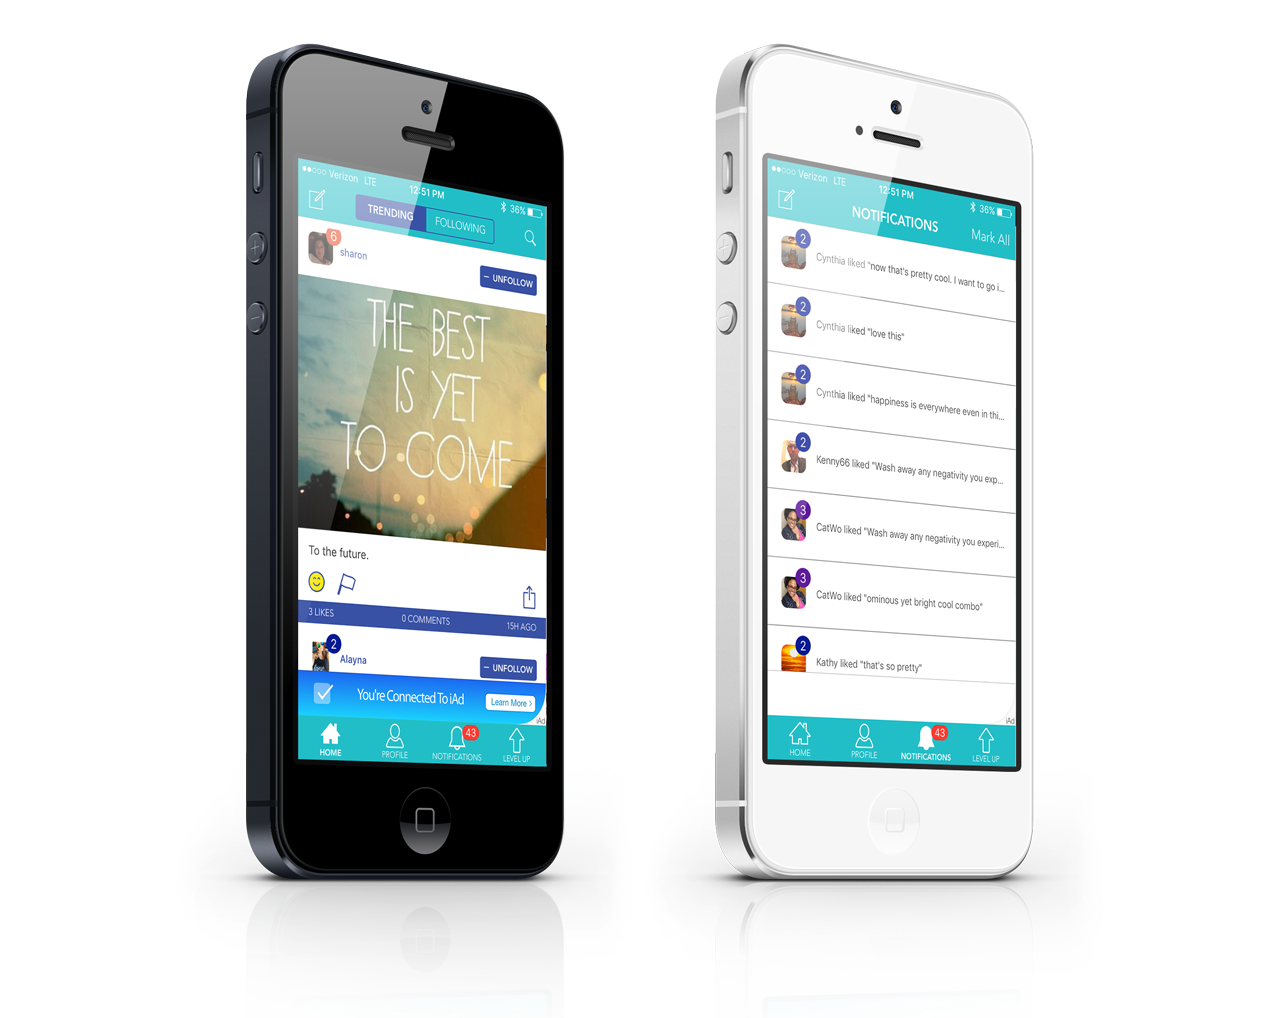 Verizon LTE
12:51 PM
36%
TRENDING
FOLLOWING
6
sharon
− UNFOLLOW
THE BEST
IS YET
TO COME
To the future.
3 LIKES
0 COMMENTS
15H AGO
2
Alayna
− UNFOLLOW
You're Connected To iAd
Learn More >
iAd
43
HOME
PROFILE
NOTIFICATIONS
LEVEL UP
Verizon LTE
12:51 PM
36%
NOTIFICATIONS
Mark All
2
Cynthia liked "now that's pretty cool. I want to go i...
2
Cynthia liked "love this"
2
Cynthia liked "happiness is everywhere even in thi...
2
Kenny66 liked "Wash away any negativity you exp...
3
CatWo liked "Wash away any negativity you experi...
3
CatWo liked "ominous yet bright cool combo"
2
Kathy liked "that's so pretty"
iAd
43
HOME
PROFILE
NOTIFICATIONS
LEVEL UP